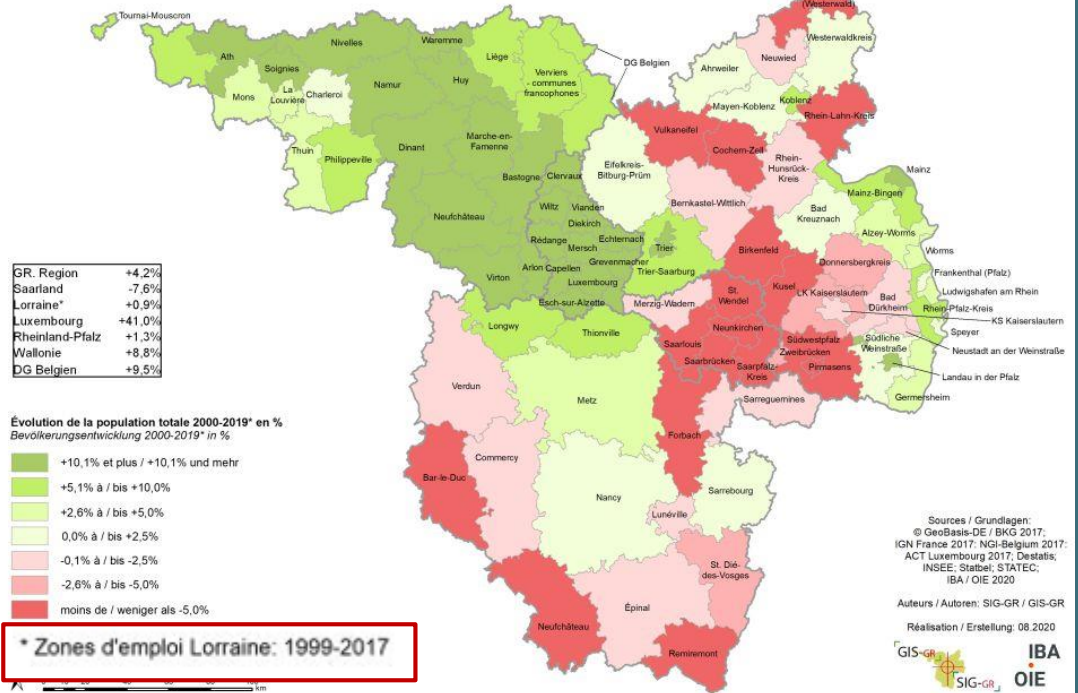 Tournai-Mouscron
Ath
Nivelles
Soignies
Waremme
Liège
Verviers
- communes
francophones
DG Belgien
Huy
Namur
Mons
La
Louvière
Charleroi
Thuin
Philippeville
Dinant
Marche-en-
Famenne
Bastogne
Neufchâteau
Virton
Arlon
Clervaux
Wiltz
Vianden
Diekirch
Rédange
Mersch
Echternach
Grevenmacher
Capellen
Luxembourg
Esch-sur-Alzette
(Westerwald)
Westerwaldkreis
Neuwied
Ahrweiler
Mayen-Koblenz
Koblenz
Rhein-Lahn-Kreis
Vulkaneifel
Cochem-Zell
Rhein-
Hunsrück-
Kreis
Eifelkreis-
Bitburg-Prüm
Bernkastel-Wittlich
Trier
Trier-Saarburg
Mainz
Mainz-Bingen
Bad
Kreuznach
Alzey-Worms
Worms
Birkenfeld
Donnersbergkreis
Frankenthal (Pfalz)
Ludwigshafen am Rhein
Kusel
LK Kaiserslautern
Bad
Dürkheim
Rhein-Pfalz-Kreis
KS Kaiserslautern
Speyer
Neustadt an der Weinstraße
Südliche
Weinstraße
Landau in der Pfalz
Germersheim
Merzig-Wadern
St.
Wendel
Neunkirchen
Saarlouis
Saarbrücken
Saarpfalz-
Kreis
Südwestpfalz
Zweibrücken
Pirmasens
Longwy
Thionville
Verdun
Metz
Sarreguemines
Forbach
Bar-le-Duc
Commercy
Nancy
Sarrebourg
Lunéville
St. Dié-
des-Vosges
Épinal
Neufchâteau
Remiremont
GR. Region +4,2%
Saarland -7,6%
Lorraine* +0,9%
Luxembourg +41,0%
Rheinland-Pfalz +1,3%
Wallonie +8,8%
DG Belgien +9,5%
Évolution de la population totale 2000-2019* en %
Bevölkerungsentwicklung 2000-2019* in %
+10,1% et plus / +10,1% und mehr
+5,1% à / bis +10,0%
+2,6% à / bis +5,0%
0,0% à / bis +2,5%
-0,1% à / bis -2,5%
-2,6% à / bis -5,0%
moins de / weniger als -5,0%
* Zones d'emploi Lorraine: 1999-2017
km
Sources / Grundlagen:
© GeoBasis-DE / BKG 2017;
IGN France 2017; NGI-Belgium 2017;
ACT Luxembourg 2017; Destatis;
INSEE; Statbel; STATEC;
IBA / OIE 2020
Auteurs / Autoren: SIG-GR / GIS-GR
Réalisation / Erstellung: 08.2020
GIS-GR
SIG-GR
IBA
OIE